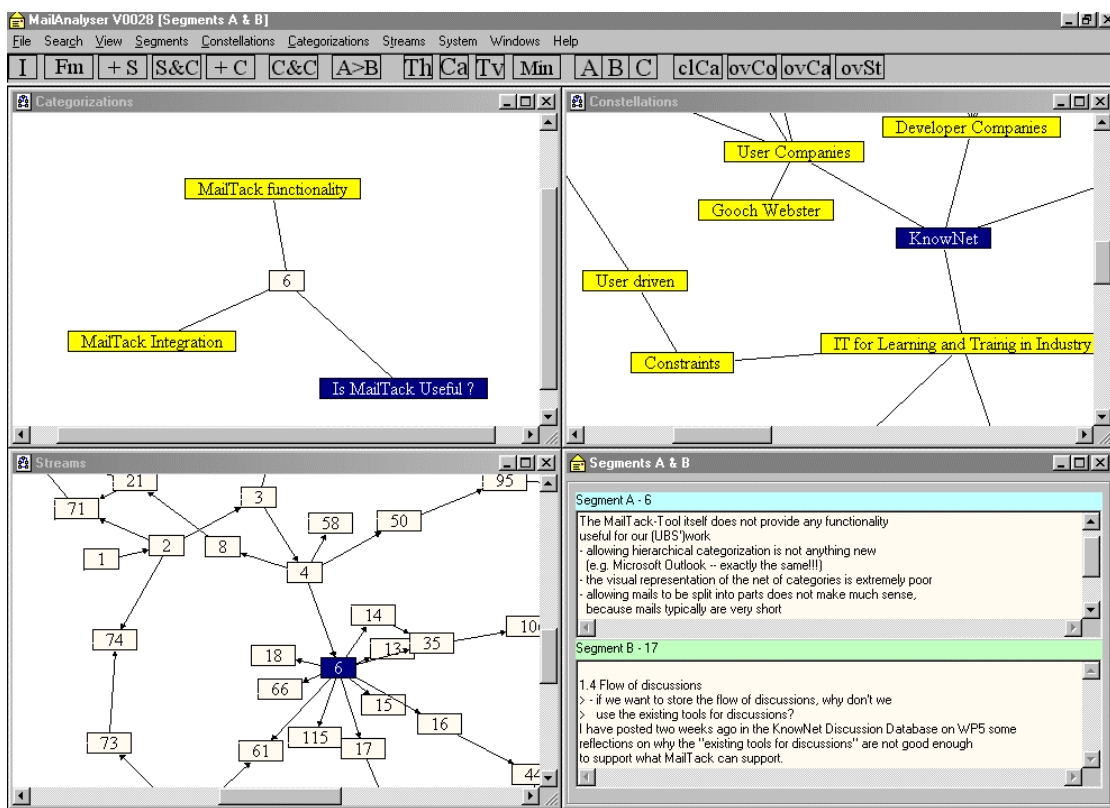 MailAnalyser V0028 [Segments A & B]
File Search View Segments Constellations Categorizations Streams System Windows Help
I Fm + S S&C + C C&C A>B Th Ca Tv Min A B C clCa ovCo ovCa ovSt
Categorizations
MailTack functionality
6
MailTack Integration
Is MailTack Useful ?
Constellations
Developer Companies
User Companies
Gooch Webster
KnowNet
User driven
IT for Learning and Trainig in Industry
Constraints
Streams
21
95
71
3
58
50
2
8
1
4
14
74
13
35
18
6
66
15
16
115
73
61
17
44
Segments A & B
Segment A - 6
The MailTack-Tool itself does not provide any functionality
useful for our (UBS')work
- allowing hierarchical categorization is not anything new
(e.g. Microsoft Outlook -- exactly the same!!!)
- the visual representation of the net of categories is extremely poor
- allowing mails to be split into parts does not make much sense,
because mails typically are very short
Segment B - 17
1.4 Flow of discussions
> - if we want to store the flow of discussions, why don't we
> use the existing tools for discussions?
I have posted two weeks ago in the KnowNet Discussion Database on WP5 some
reflections on why the "existing tools for discussions" are not good enough
to support what MailTack can support.